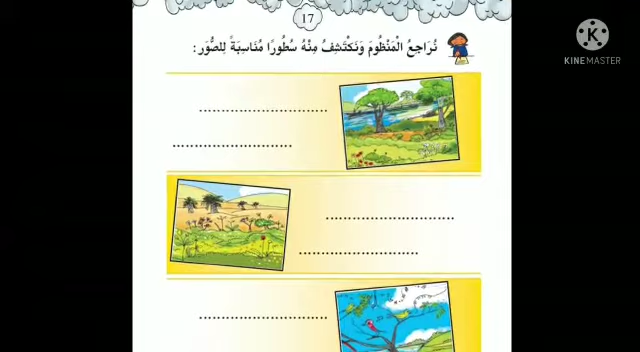 17
نُرَاجِعُ الْمَنْظُومَ وَنَكْتَشِفُ مِنْهُ سُطُورًا مُنَاسِبَةً لِلصُّوَرِ:
K
KINEMASTER